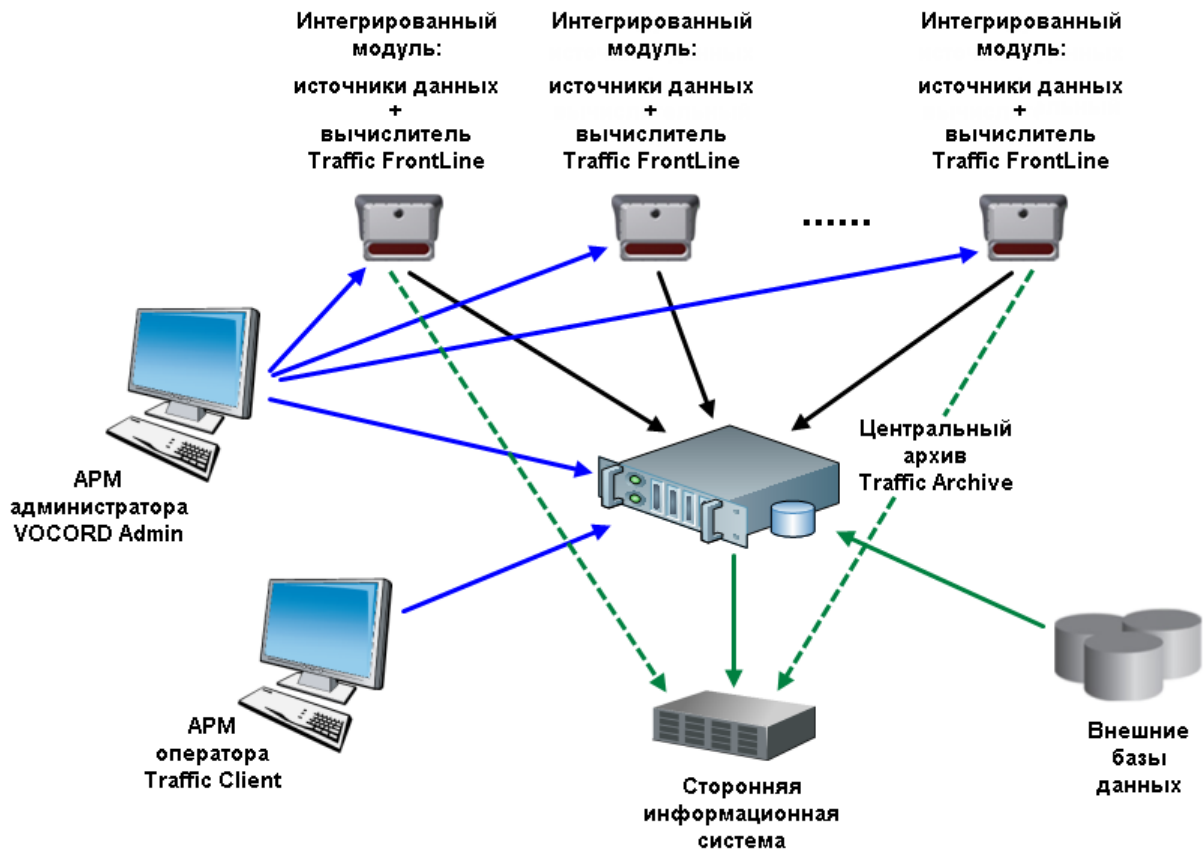 Интегрированный
модуль:
источники данных
+
вычислитель
Traffic FrontLine
Интегрированный
модуль:
источники данных
+
вычислитель
Traffic FrontLine
Интегрированный
модуль:
источники данных
+
вычислитель
Traffic FrontLine
......
АРМ
администратора
VOCORD Admin
Центральный
архив
Traffic Archive
АРМ
оператора
Traffic Client
Сторонняя
информационная
система
Внешние
базы
данных